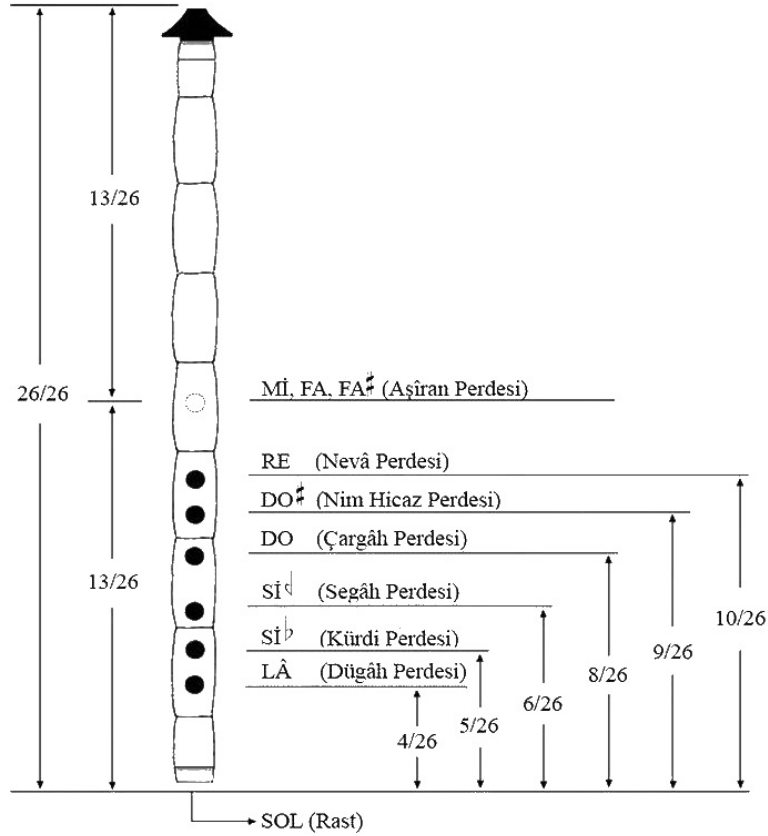 13/26
26/26
Mİ, FA, FA♯ (Aşîran Perdesi)
RE (Nevâ Perdesi)
DO♯ (Nim Hicaz Perdesi)
DO (Çargâh Perdesi)
13/26
Sİ𝄳 (Segâh Perdesi)
10/26
Sİ♭ (Kürdi Perdesi)
9/26
LÂ (Dügâh Perdesi)
8/26
6/26
5/26
4/26
SOL (Rast)